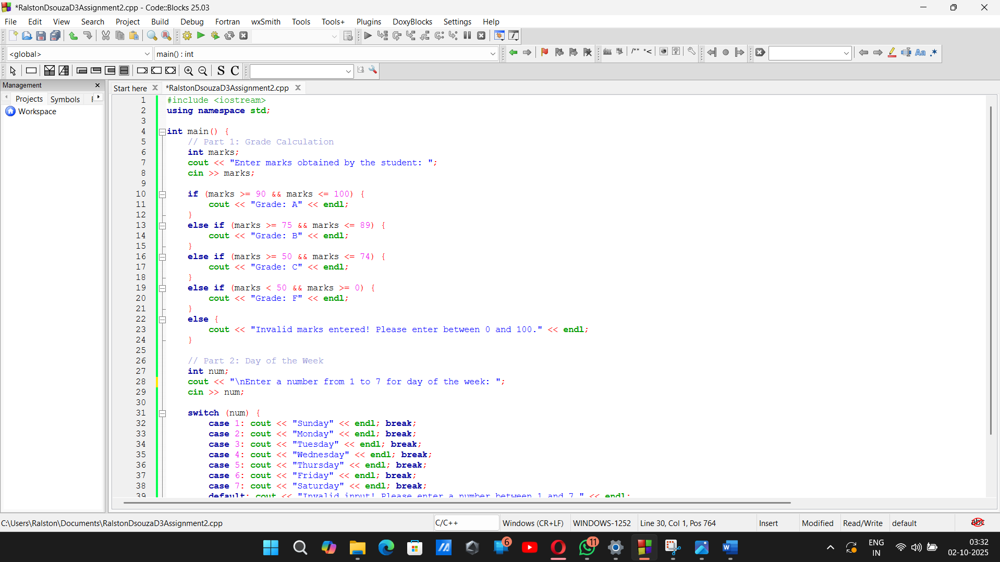 *RalstonDsouzaD3Assignment2.cpp - Code::Blocks 25.03
File Edit View Search Project Build Debug Fortran wxSmith Tools Tools+ Plugins DoxyBlocks Settings Help
<global> main() : int
/** *< Aa .*
S C
Management
Projects Symbols
Workspace
Start here *RalstonDsouzaD3Assignment2.cpp
1 #include <iostream>
2 using namespace std;
3
4 int main() {
5 // Part 1: Grade Calculation
6 int marks;
7 cout << "Enter marks obtained by the student: ";
8 cin >> marks;
9
10 if (marks >= 90 && marks <= 100) {
11 cout << "Grade: A" << endl;
12 }
13 else if (marks >= 75 && marks <= 89) {
14 cout << "Grade: B" << endl;
15 }
16 else if (marks >= 50 && marks <= 74) {
17 cout << "Grade: C" << endl;
18 }
19 else if (marks < 50 && marks >= 0) {
20 cout << "Grade: F" << endl;
21 }
22 else {
23 cout << "Invalid marks entered! Please enter between 0 and 100." << endl;
24 }
25
26 // Part 2: Day of the Week
27 int num;
28 cout << "\nEnter a number from 1 to 7 for day of the week: ";
29 cin >> num;
30
31 switch (num) {
32 case 1: cout << "Sunday" << endl; break;
33 case 2: cout << "Monday" << endl; break;
34 case 3: cout << "Tuesday" << endl; break;
35 case 4: cout << "Wednesday" << endl; break;
36 case 5: cout << "Thursday" << endl; break;
37 case 6: cout << "Friday" << endl; break;
38 case 7: cout << "Saturday" << endl; break;
39 default: cout << "Invalid input! Please enter a number between 1 and 7." << endl;
C:\Users\Ralston\Documents\RalstonDsouzaD3Assignment2.cpp C/C++ Windows (CR+LF) WINDOWS-1252 Line 30, Col 1, Pos 764 Insert Modified Read/Write default abc
6 11 W ENG 03:32
IN 02-10-2025